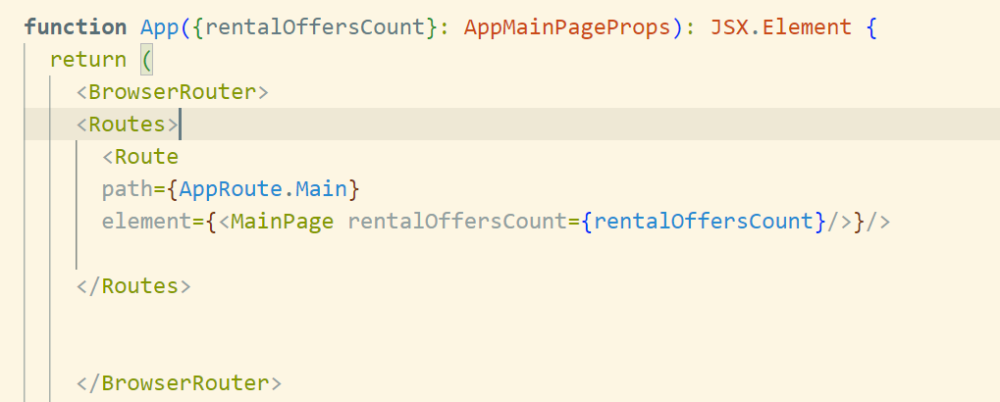 function App({rentalOffersCount}: AppMainPageProps): JSX.Element {
return (
<BrowserRouter>
<Routes>
<Route
path={AppRoute.Main}
element={<MainPage rentalOffersCount={rentalOffersCount}/>}/>
</Routes>
</BrowserRouter>